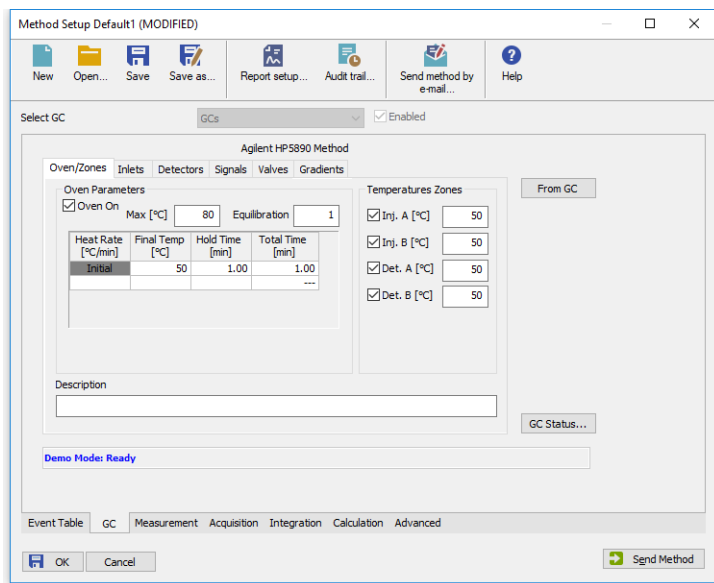 Method Setup Default1 (MODIFIED)
New Open... Save Save as... Report setup... Audit trail... Send method by e-mail... Help
Select GC GCs Enabled
Agilent HP5890 Method
Oven/Zones Inlets Detectors Signals Valves Gradients
Oven Parameters
Oven On Max [°C] 80 Equilibration 1
Heat Rate [°C/min] Final Temp [°C] Hold Time [min] Total Time [min]
Initial 50 1.00 1.00
---
Temperatures Zones
Inj. A [°C] 50
Inj. B [°C] 50
Det. A [°C] 50
Det. B [°C] 50
From GC
Description
GC Status...
Demo Mode: Ready
Event Table GC Measurement Acquisition Integration Calculation Advanced
OK Cancel Send Method